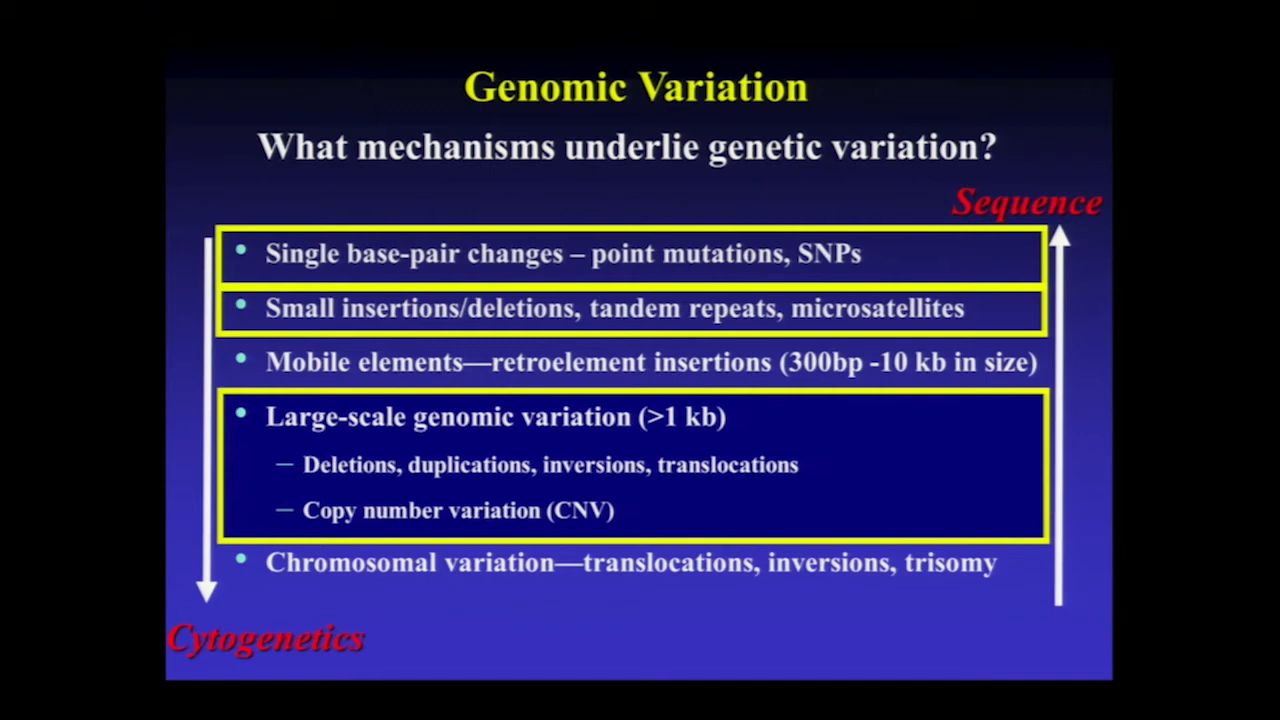 Genomic Variation
What mechanisms underlie genetic variation?
Sequence
• Single base-pair changes – point mutations, SNPs
• Small insertions/deletions, tandem repeats, microsatellites
• Mobile elements—retroelement insertions (300bp -10 kb in size)
• Large-scale genomic variation (>1 kb)
– Deletions, duplications, inversions, translocations
– Copy number variation (CNV)
• Chromosomal variation—translocations, inversions, trisomy
Cytogenetics